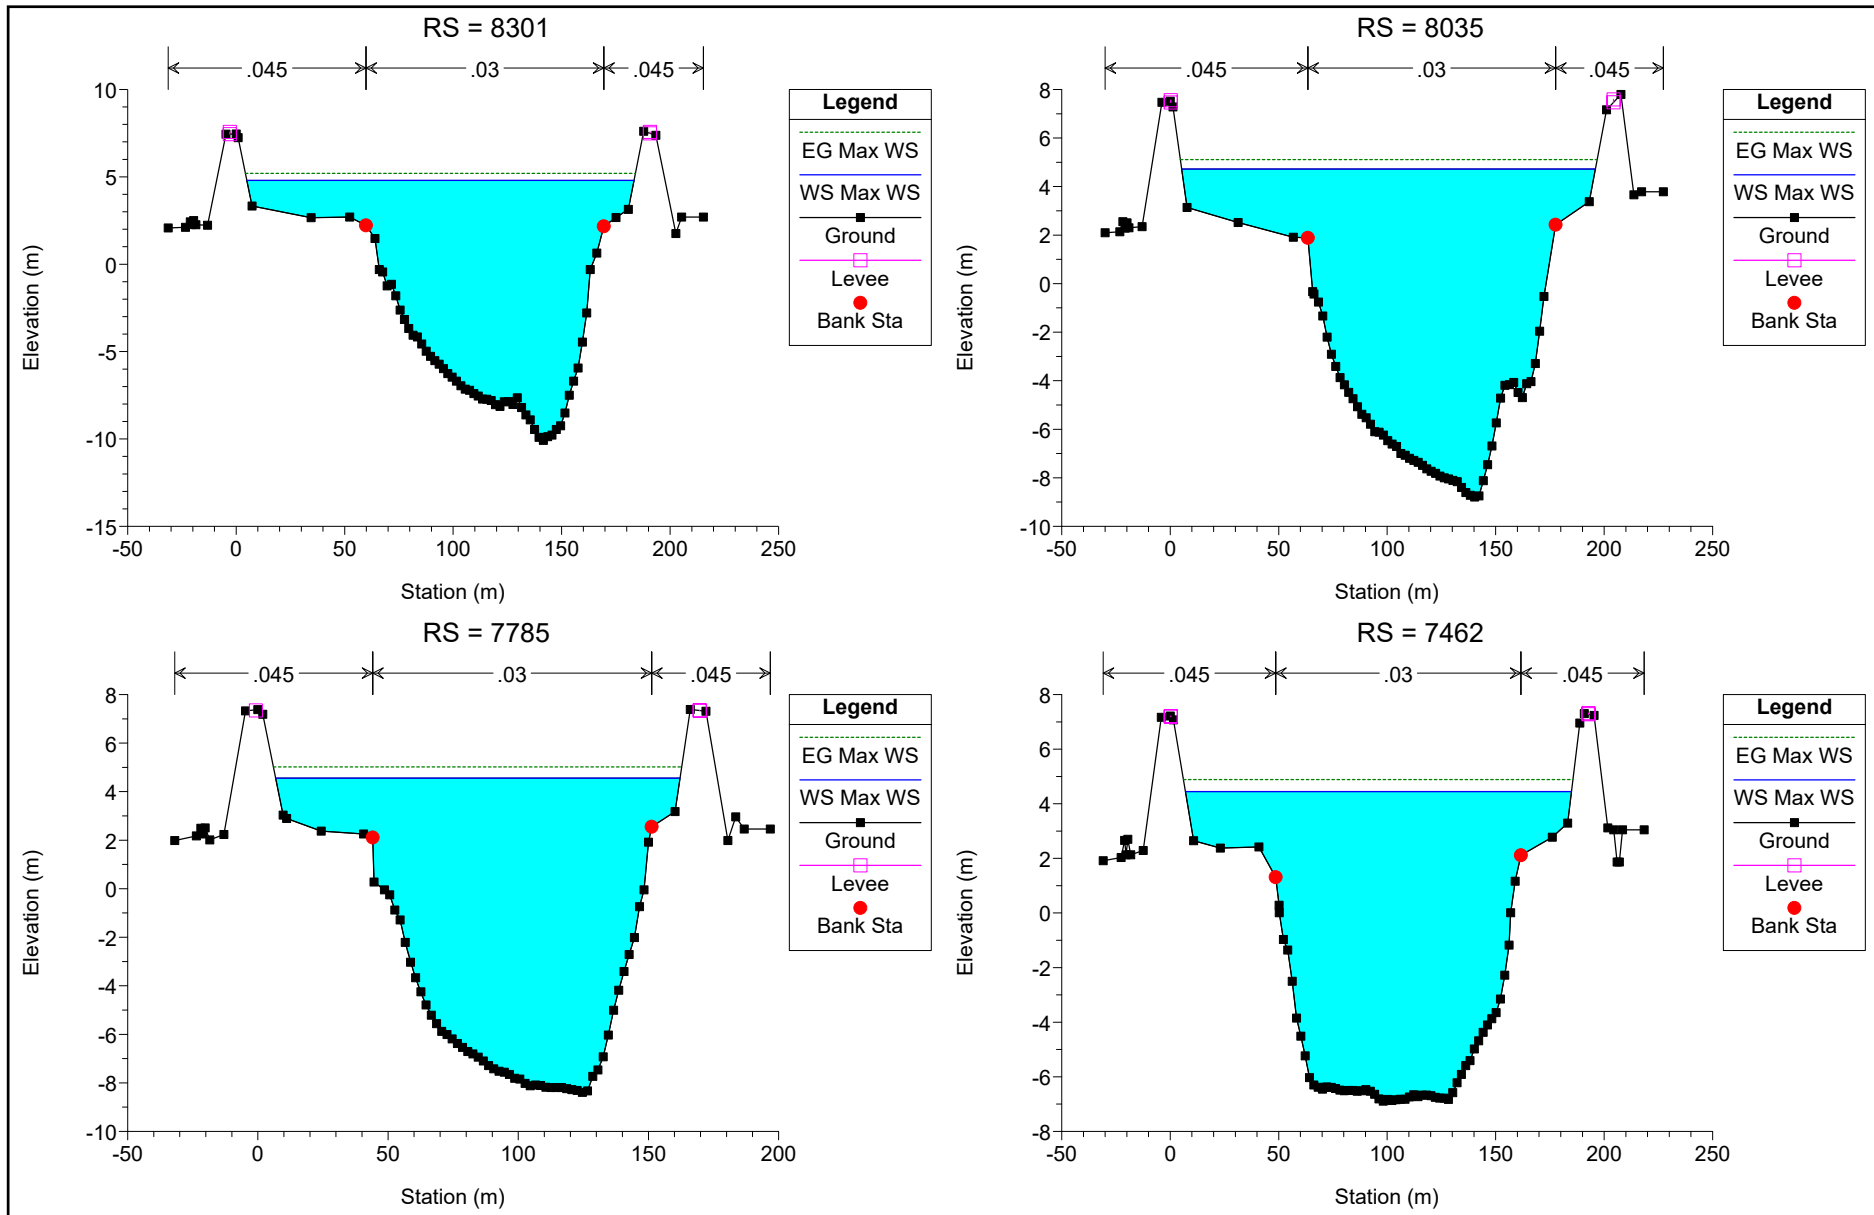 RS = 8301
.045 .03 .045
10
5
0
-5
-10
-15
-50 0 50 100 150 200 250
Elevation (m)
Station (m)
Legend
EG Max WS
WS Max WS
Ground
Levee
Bank Sta
RS = 8035
.045 .03 .045
8
6
4
2
0
-2
-4
-6
-8
-10
-50 0 50 100 150 200 250
Elevation (m)
Station (m)
Legend
EG Max WS
WS Max WS
Ground
Levee
Bank Sta
RS = 7785
.045 .03 .045
8
6
4
2
0
-2
-4
-6
-8
-10
-50 0 50 100 150 200
Elevation (m)
Station (m)
Legend
EG Max WS
WS Max WS
Ground
Levee
Bank Sta
RS = 7462
.045 .03 .045
8
6
4
2
0
-2
-4
-6
-8
-50 0 50 100 150 200 250
Elevation (m)
Station (m)
Legend
EG Max WS
WS Max WS
Ground
Levee
Bank Sta